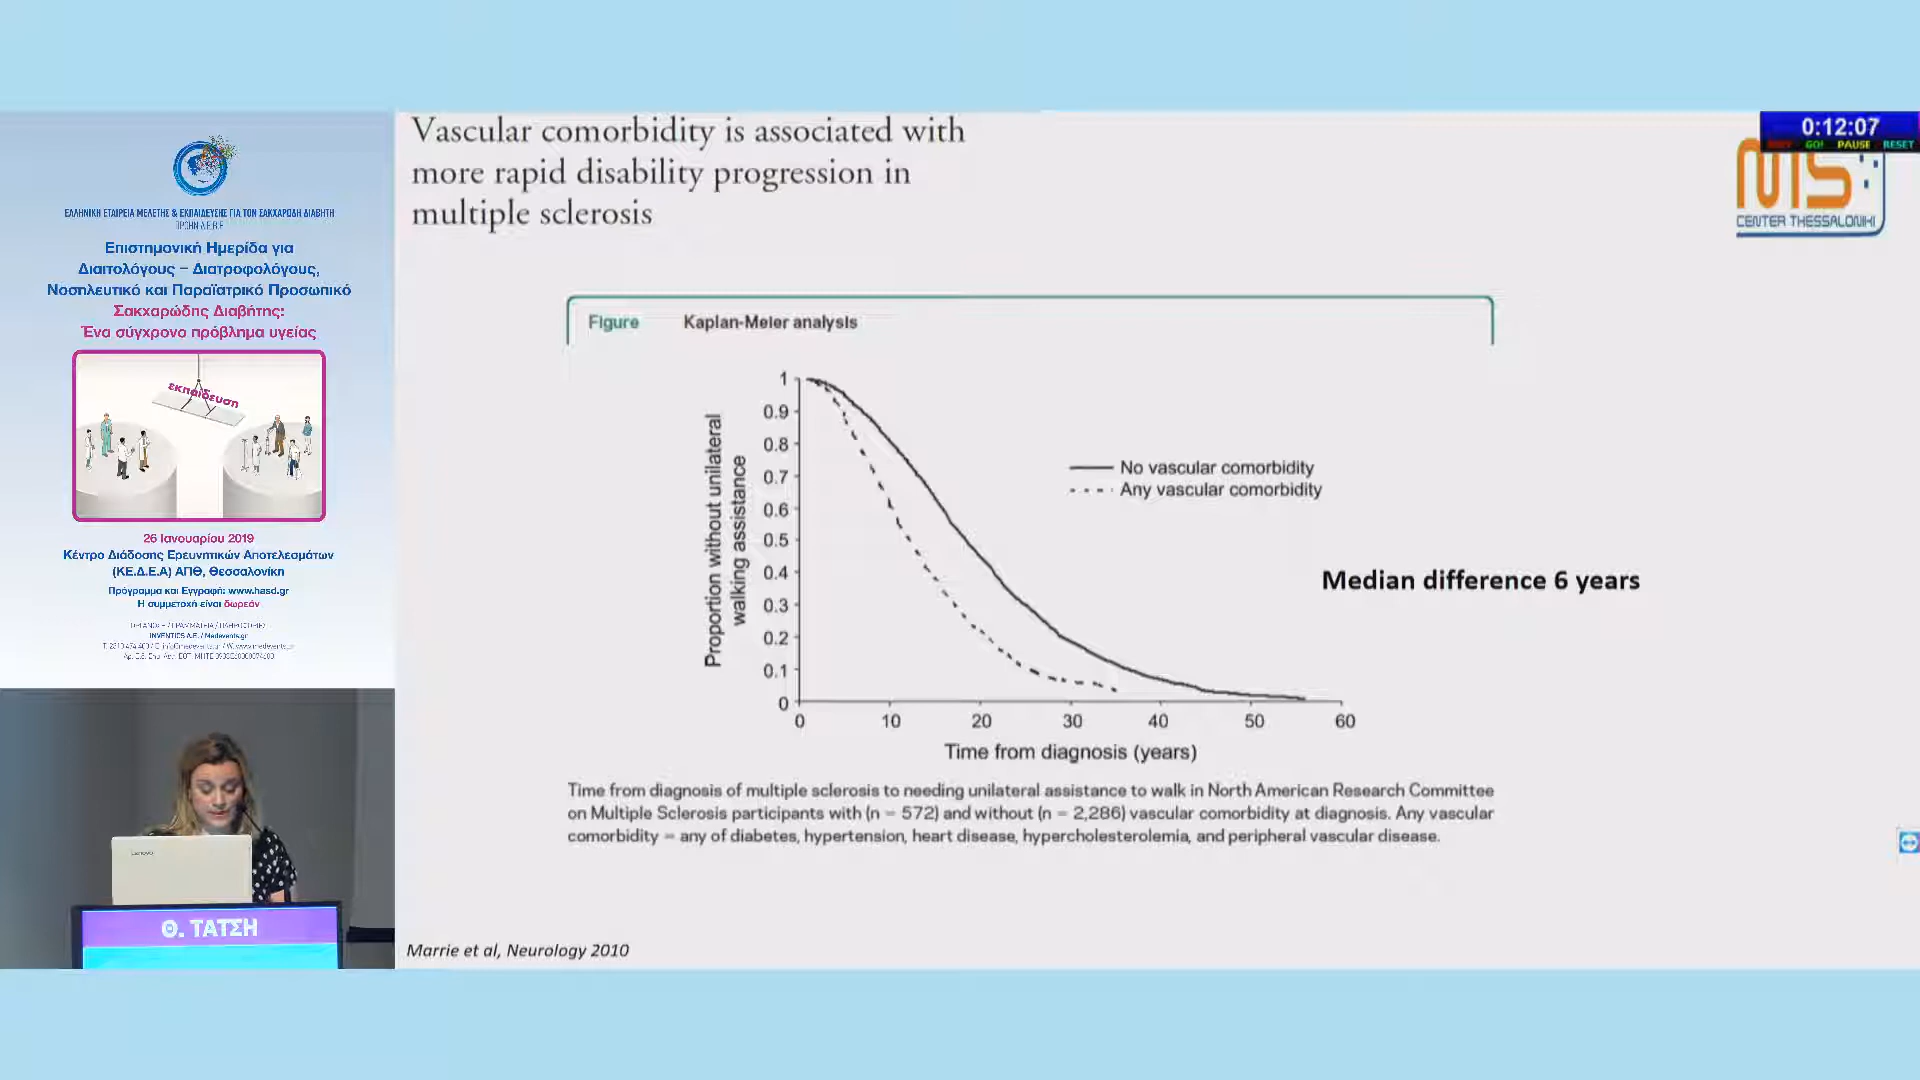 ΕΛΛΗΝΙΚΗ ΕΤΑΙΡΕΙΑ ΜΕΛΕΤΗΣ & ΕΚΠΑΙΔΕΥΣΗΣ ΓΙΑ ΤΟΝ ΣΑΚΧΑΡΩΔΗ ΔΙΑΒΗΤΗ
Επιστημονική Ημερίδα για
Διαιτολόγους – Διατροφολόγους,
Νοσηλευτικό και Παραϊατρικό Προσωπικό
Σακχαρώδης Διαβήτης:
Ένα σύγχρονο πρόβλημα υγείας
εκπαίδευση
26 Ιανουαρίου 2019
Κέντρο Διάδοσης Ερευνητικών Αποτελεσμάτων
(ΚΕ.Δ.Ε.Α) ΑΠΘ, Θεσσαλονίκη
Πρόγραμμα και Εγγραφή: www.hasd.gr
Η συμμετοχή είναι δωρεάν
INVENTICS A.E. / Medevents.gr
Lenovo
Θ. ΤΑΤΣΗ
Vascular comorbidity is associated with
more rapid disability progression in
multiple sclerosis
0:12:07
GO! PAUSE RESET
MS
CENTER THESSALONIKI
Figure Kaplan-Meier analysis
1
0.9
0.8
0.7
0.6
0.5
0.4
0.3
0.2
0.1
0
Proportion without unilateral
walking assistance
No vascular comorbidity
Any vascular comorbidity
Median difference 6 years
0 10 20 30 40 50 60
Time from diagnosis (years)
Time from diagnosis of multiple sclerosis to needing unilateral assistance to walk in North American Research Committee
on Multiple Sclerosis participants with (n = 572) and without (n = 2,286) vascular comorbidity at diagnosis. Any vascular
comorbidity = any of diabetes, hypertension, heart disease, hypercholesterolemia, and peripheral vascular disease.
Marrie et al, Neurology 2010